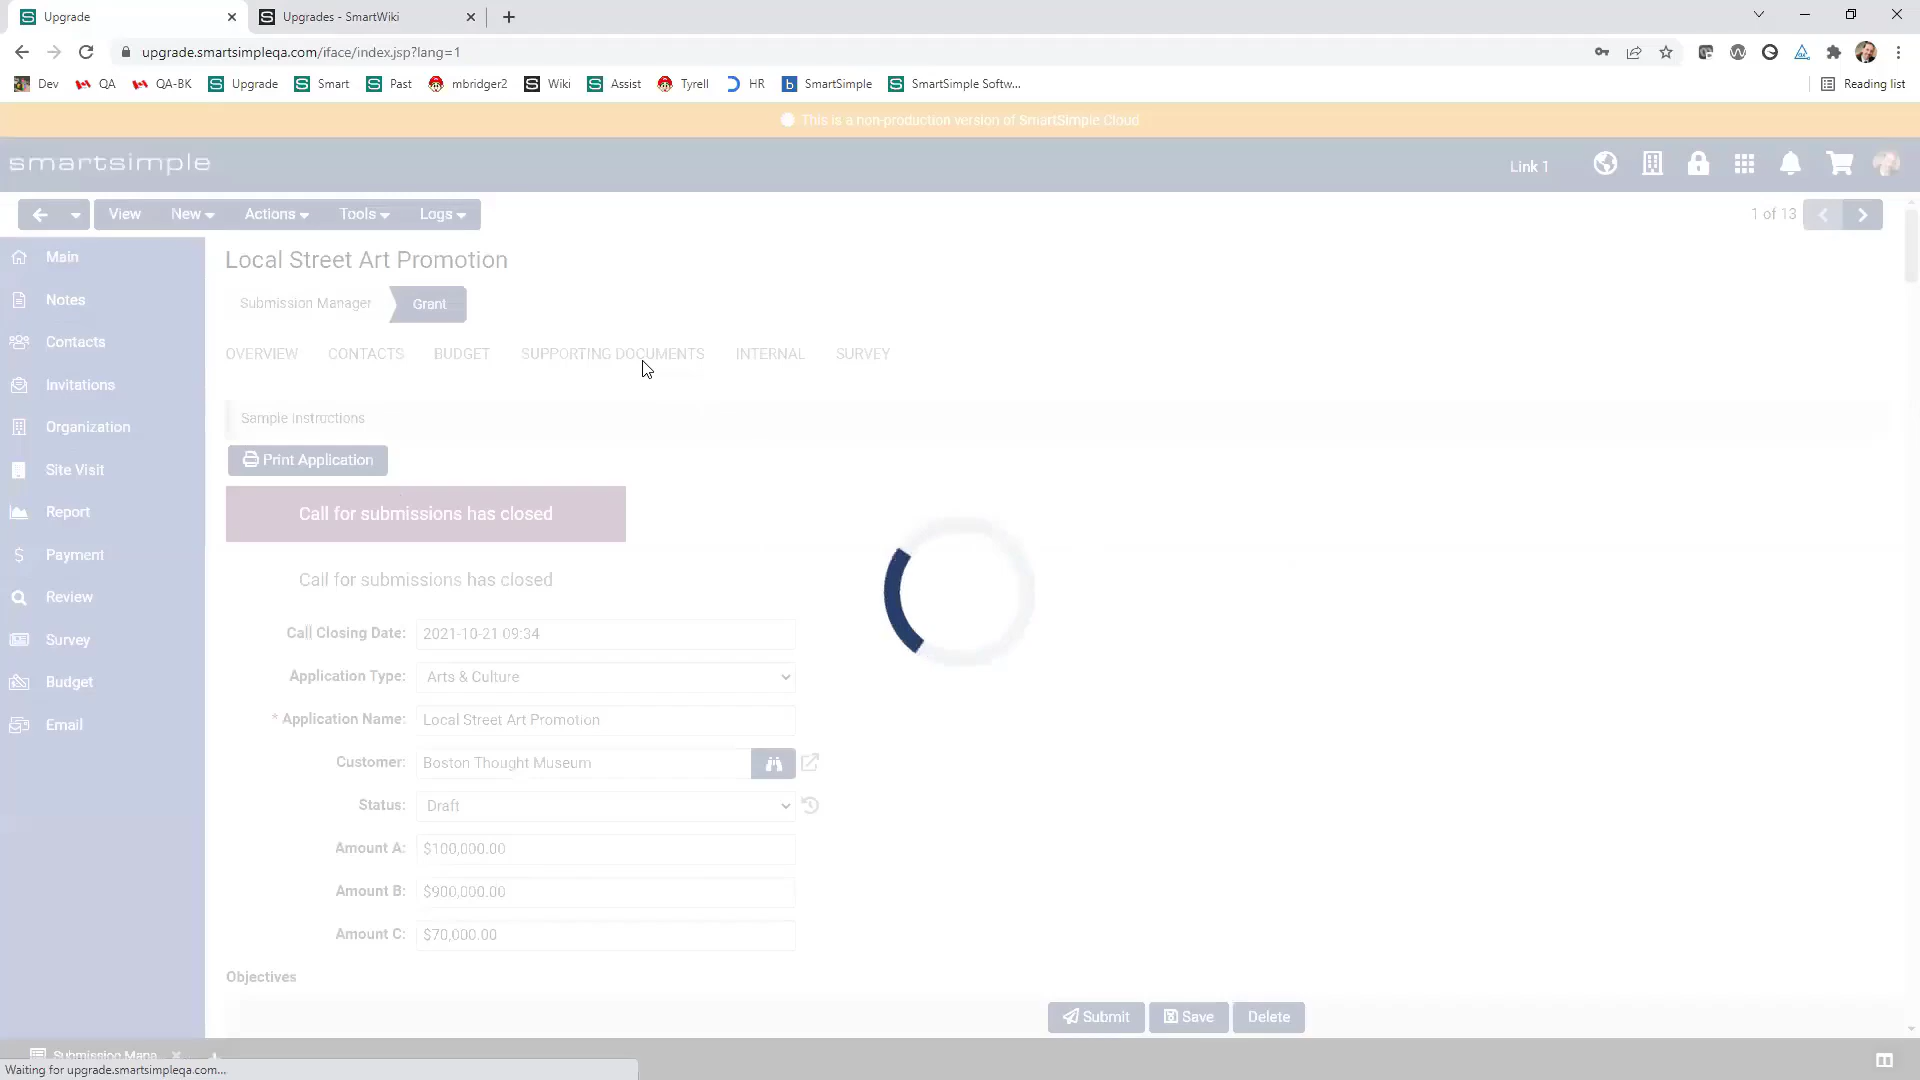 Upgrade
Upgrades - SmartWiki
upgrade.smartsimpleqa.com/iface/index.jsp?lang=1
Dev QA QA-BK Upgrade Smart Past mbridger2 Wiki Assist Tyrell HR SmartSimple SmartSimple Softw... Reading list
This is a non-production version of SmartSimple Cloud
smartsimple
Link 1
View New Actions Tools Logs
1 of 13
Main
Notes
Contacts
Invitations
Organization
Site Visit
Report
Payment
Review
Survey
Budget
Email
Local Street Art Promotion
Submission Manager Grant
OVERVIEW CONTACTS BUDGET SUPPORTING DOCUMENTS INTERNAL SURVEY
Sample Instructions
Print Application
Call for submissions has closed
Call for submissions has closed
Call Closing Date: 2021-10-21 09:34
Application Type: Arts & Culture
* Application Name: Local Street Art Promotion
Customer: Boston Thought Museum
Status: Draft
Amount A: $100,000.00
Amount B: $900,000.00
Amount C: $70,000.00
Objectives
Submit Save Delete
Submission Mana
Waiting for upgrade.smartsimpleqa.com...